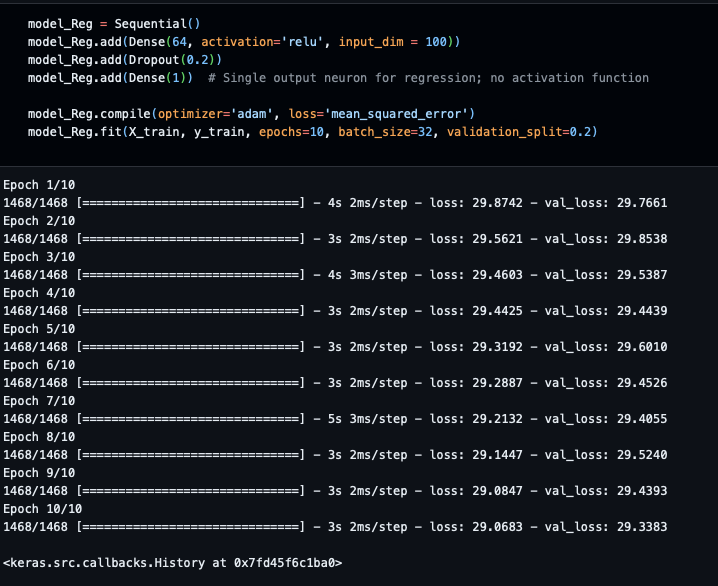 model_Reg = Sequential()
model_Reg.add(Dense(64, activation='relu', input_dim = 100))
model_Reg.add(Dropout(0.2))
model_Reg.add(Dense(1))  # Single output neuron for regression; no activation function

model_Reg.compile(optimizer='adam', loss='mean_squared_error')
model_Reg.fit(X_train, y_train, epochs=10, batch_size=32, validation_split=0.2)

Epoch 1/10
1468/1468 [==============================] - 4s 2ms/step - loss: 29.8742 - val_loss: 29.7661
Epoch 2/10
1468/1468 [==============================] - 3s 2ms/step - loss: 29.5621 - val_loss: 29.8538
Epoch 3/10
1468/1468 [==============================] - 4s 3ms/step - loss: 29.4603 - val_loss: 29.5387
Epoch 4/10
1468/1468 [==============================] - 3s 2ms/step - loss: 29.4425 - val_loss: 29.4439
Epoch 5/10
1468/1468 [==============================] - 3s 2ms/step - loss: 29.3192 - val_loss: 29.6010
Epoch 6/10
1468/1468 [==============================] - 3s 2ms/step - loss: 29.2887 - val_loss: 29.4526
Epoch 7/10
1468/1468 [==============================] - 5s 3ms/step - loss: 29.2132 - val_loss: 29.4055
Epoch 8/10
1468/1468 [==============================] - 3s 2ms/step - loss: 29.1447 - val_loss: 29.5240
Epoch 9/10
1468/1468 [==============================] - 3s 2ms/step - loss: 29.0847 - val_loss: 29.4393
Epoch 10/10
1468/1468 [==============================] - 3s 2ms/step - loss: 29.0683 - val_loss: 29.3383

<keras.src.callbacks.History at 0x7fd45f6c1ba0>